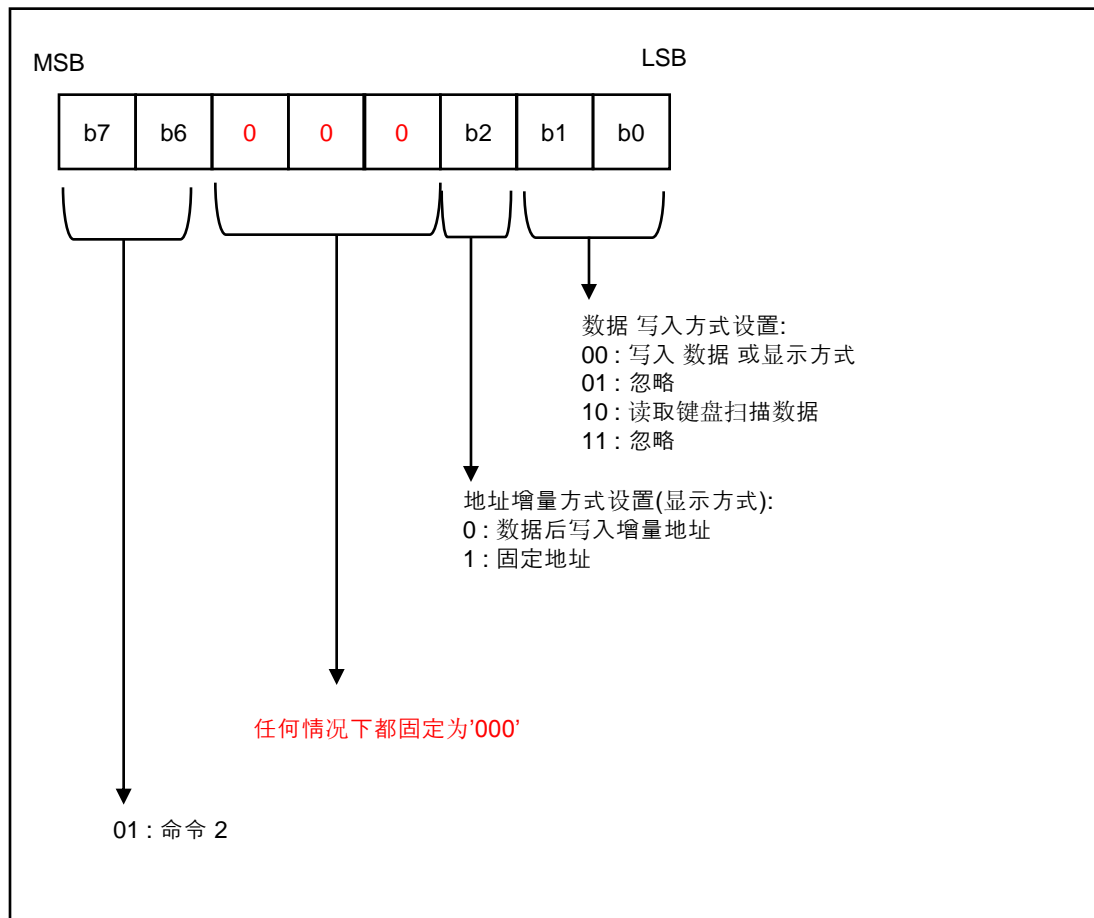 MSB
LSB
b7 b6 0 0 0 b2 b1 b0
数据 写入方式设置:
00 : 写入 数据 或显示方式
01 : 忽略
10 : 读取键盘扫描数据
11 : 忽略
地址增量方式设置(显示方式):
0 : 数据后写入增量地址
1 : 固定地址
任何情况下都固定为’000’
01 : 命令 2